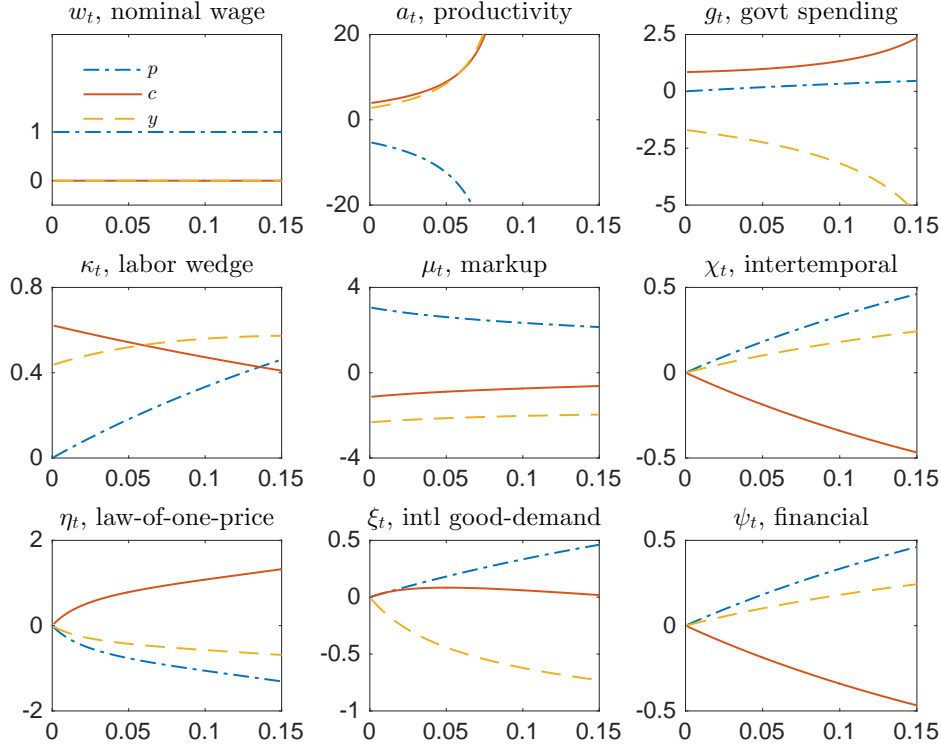 w_t, nominal wage
1
0
p
c
y
0 0.05 0.1 0.15
a_t, productivity
20
0
-20
0 0.05 0.1 0.15
g_t, govt spending
2.5
0
-2.5
-5
0 0.05 0.1 0.15
κ_t, labor wedge
0.8
0.4
0
0 0.05 0.1 0.15
μ_t, markup
4
0
-4
0 0.05 0.1 0.15
χ_t, intertemporal
0.5
0
-0.5
0 0.05 0.1 0.15
η_t, law-of-one-price
2
0
-2
0 0.05 0.1 0.15
ξ_t, intl good-demand
0.5
0
-0.5
-1
0 0.05 0.1 0.15
ψ_t, financial
0.5
0
-0.5
0 0.05 0.1 0.15